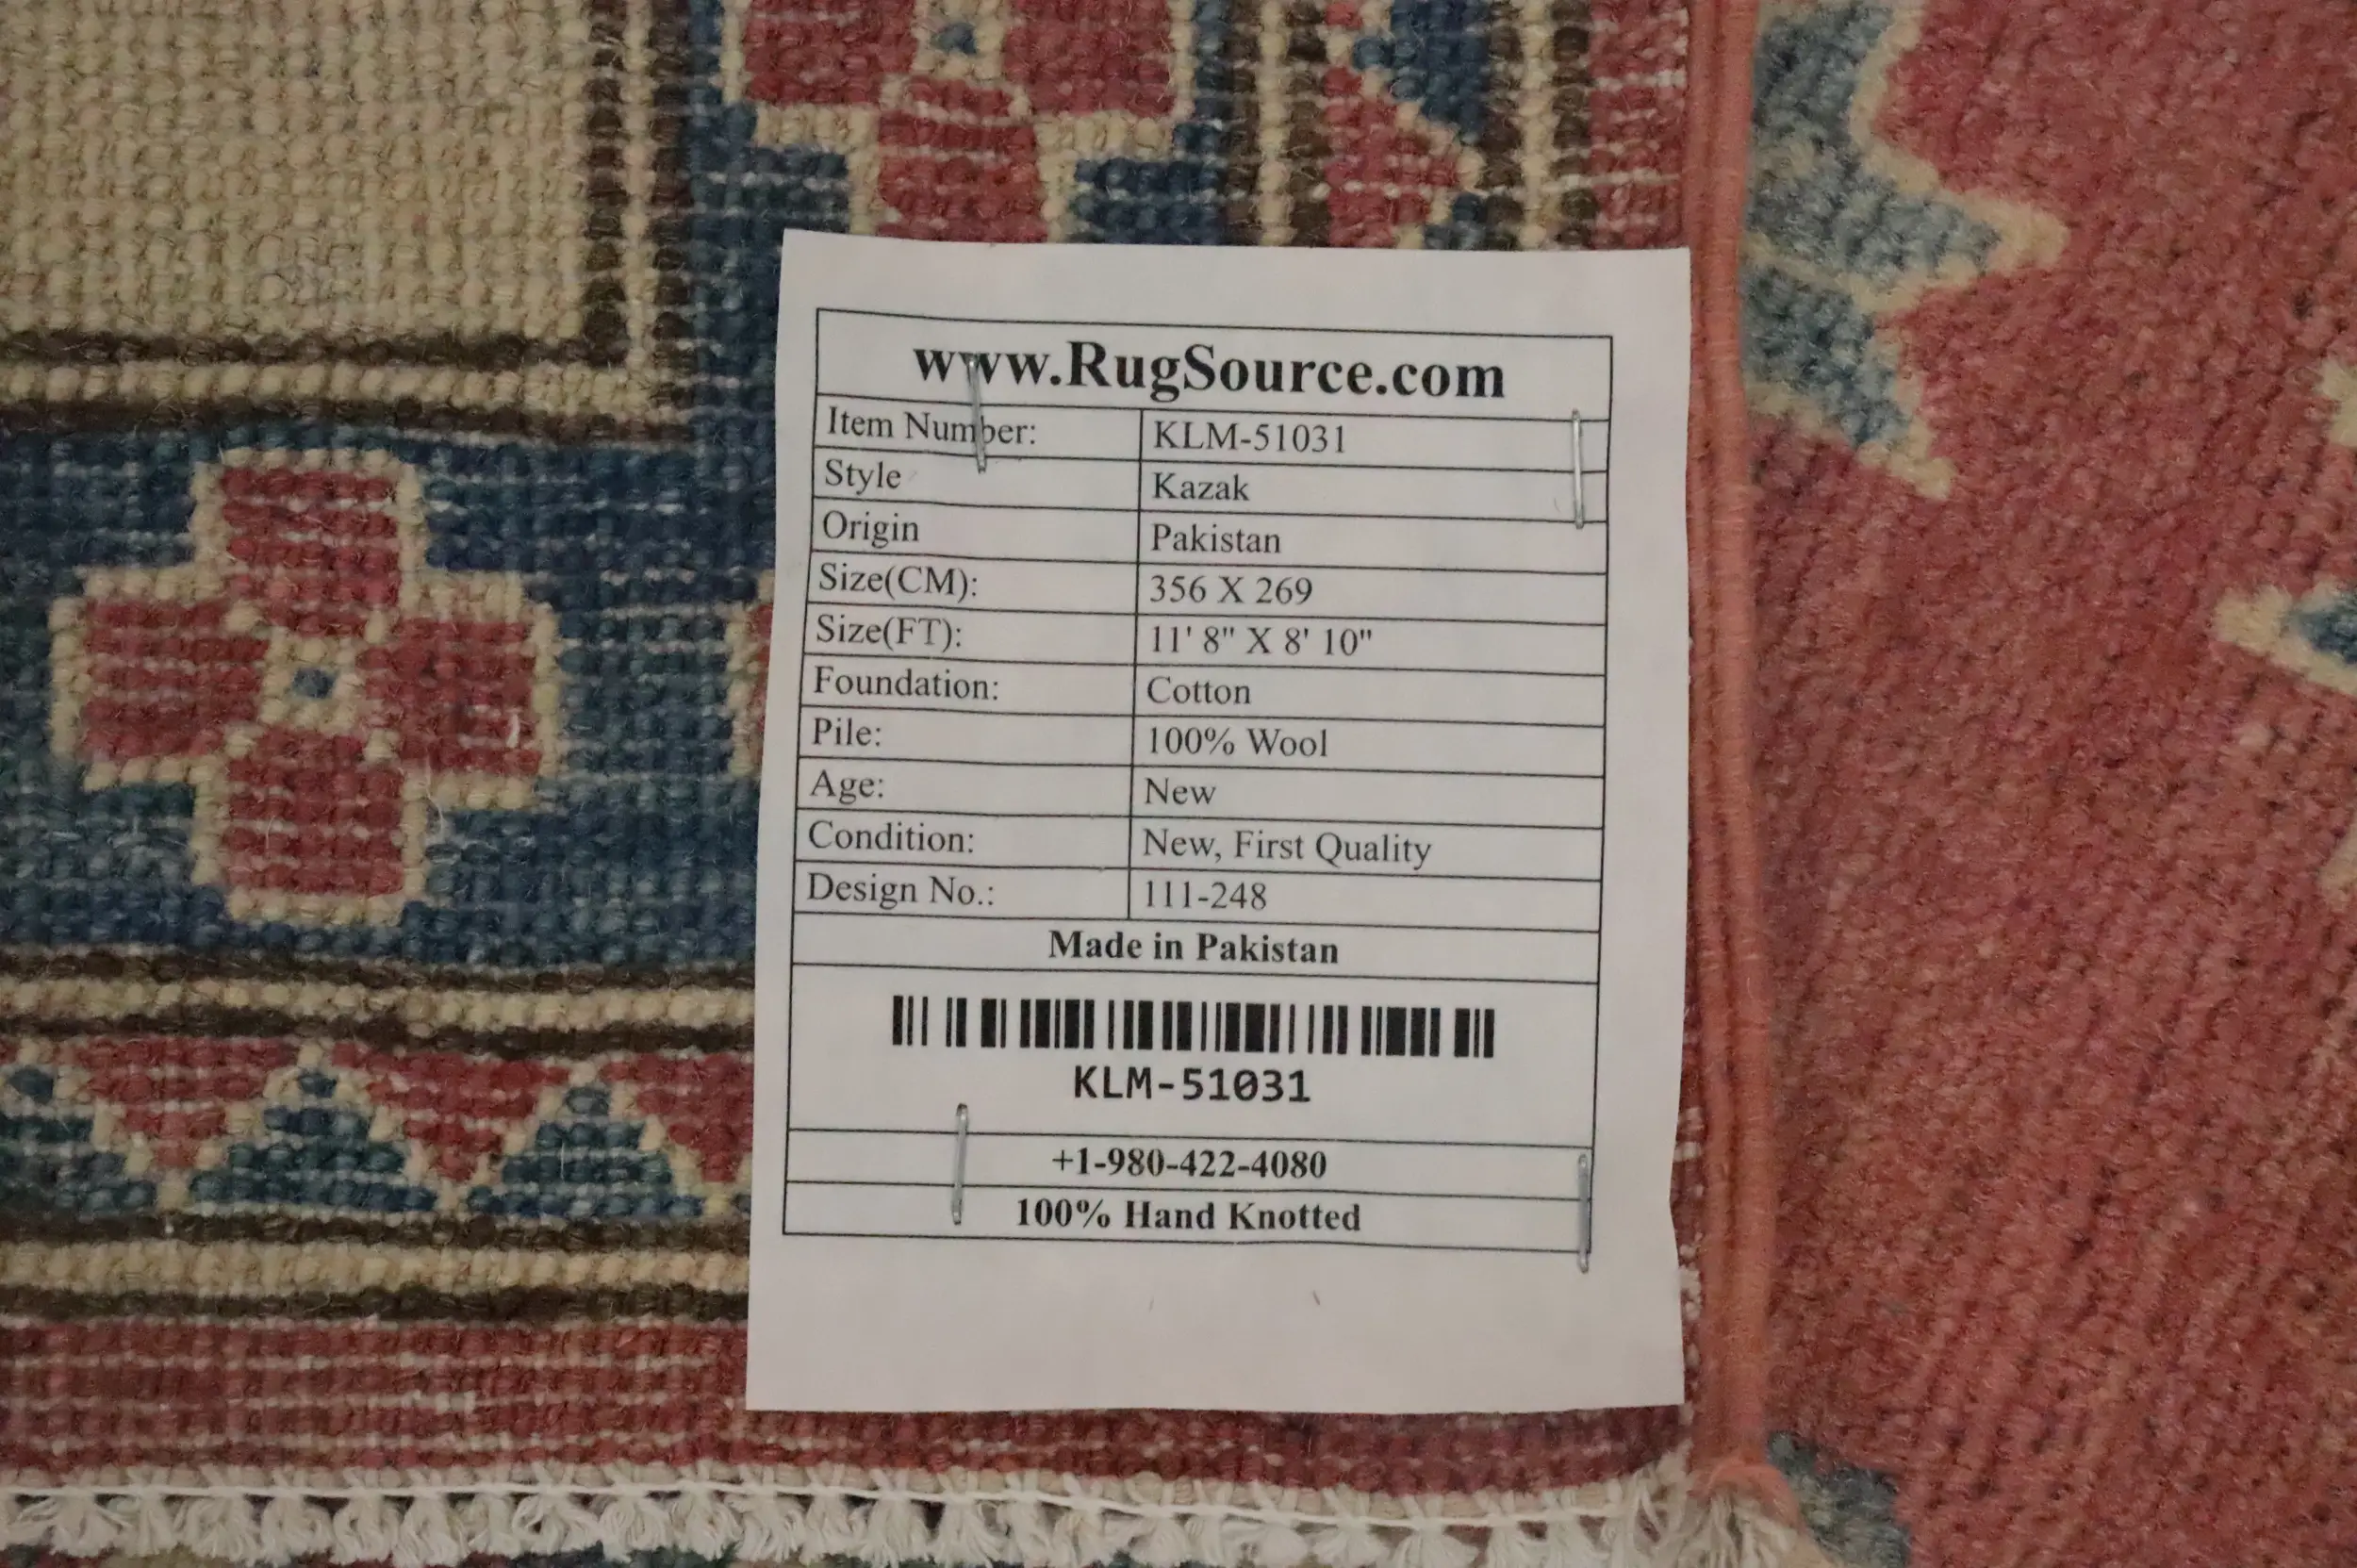 www.RugSource.com
Item Number: KLM-51031
Style Kazak
Origin Pakistan
Size(CM): 356 X 269
Size(FT): 11' 8" X 8' 10"
Foundation: Cotton
Pile: 100% Wool
Age: New
Condition: New, First Quality
Design No.: 111-248
Made in Pakistan
KLM-51031
+1-980-422-4080
100% Hand Knotted